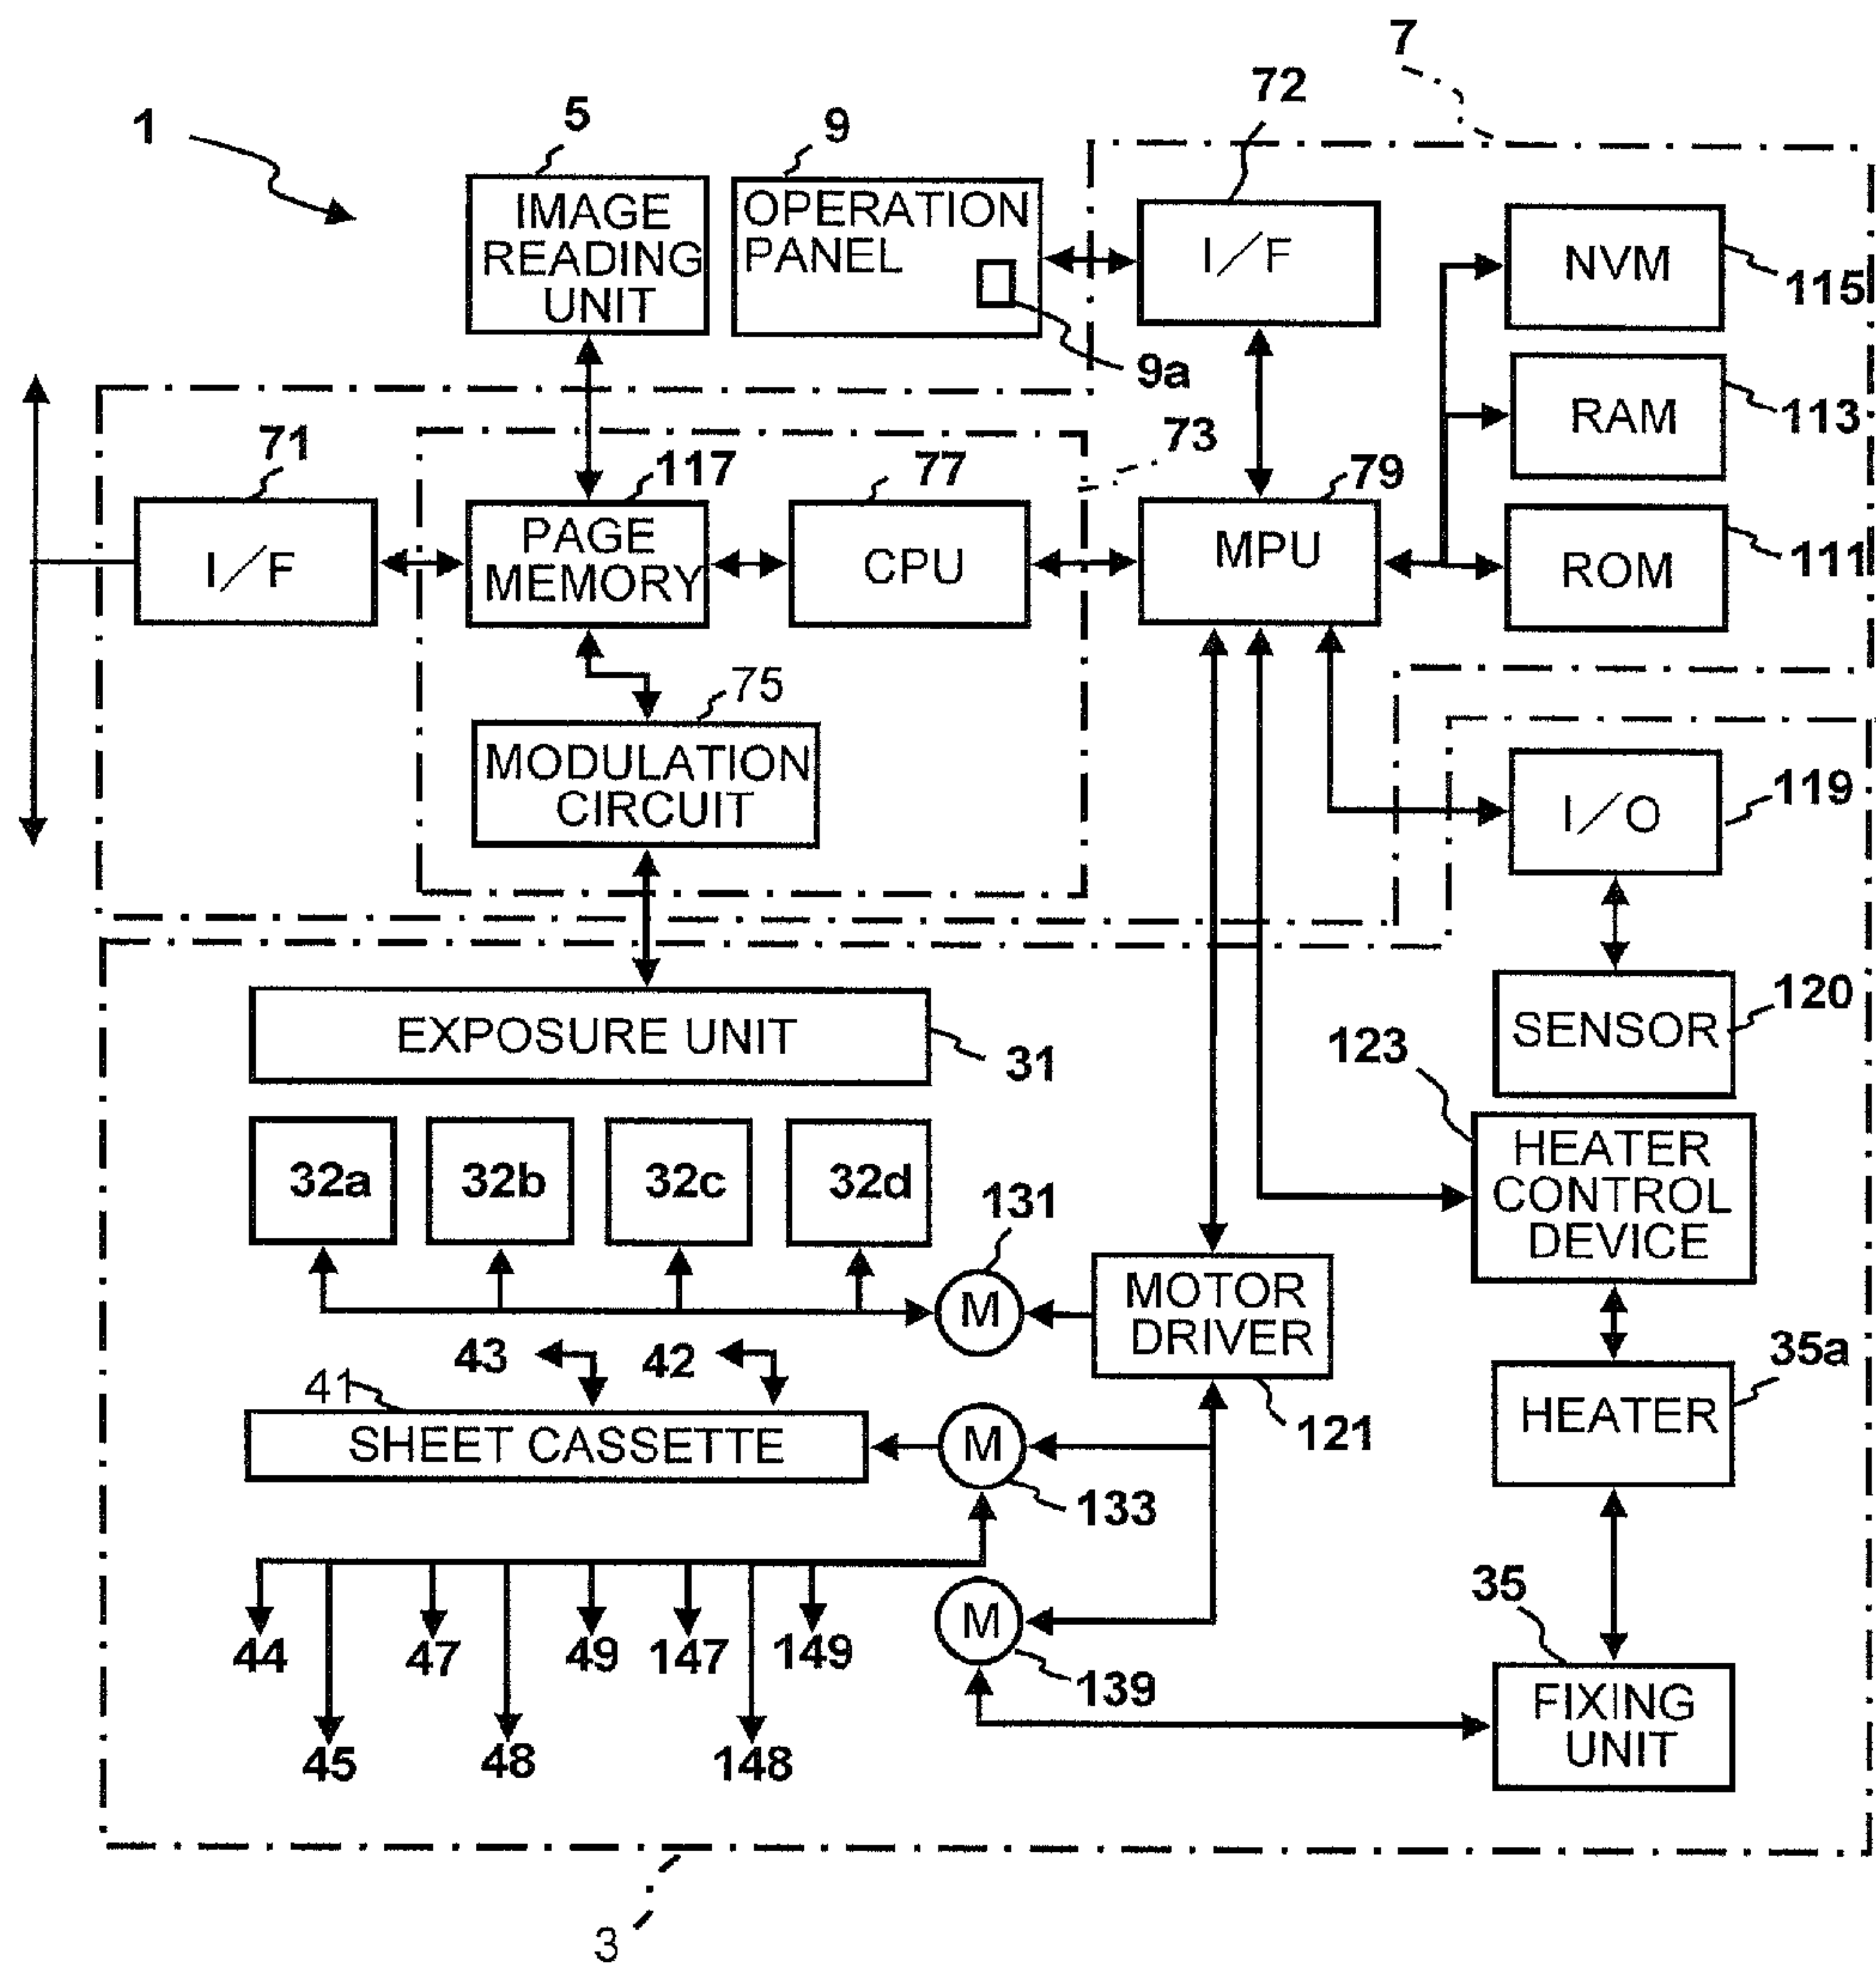 7
72
1
5
9
IMAGE
READING
UNIT
OPERATION
PANEL
I/F
NVM
115
9a
RAM
113
71
117
77
73
79
I/F
PAGE
MEMORY
CPU
MPU
ROM
111
75
MODULATION
CIRCUIT
I/O
119
EXPOSURE UNIT
31
SENSOR
120
123
32a
32b
32c
32d
131
HEATER
CONTROL
DEVICE
M
MOTOR
DRIVER
43
42
41
SHEET CASSETTE
M
121
35a
HEATER
133
44
47
49
147
149
M
139
35
45
48
148
FIXING
UNIT
3